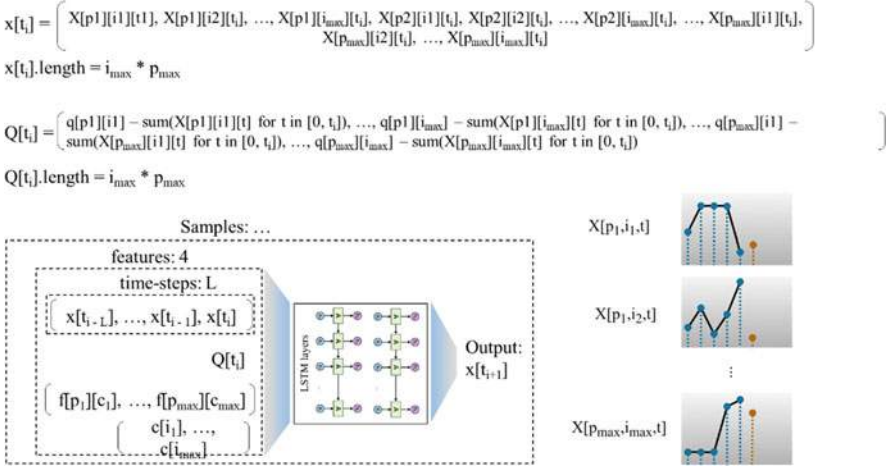 x[tᵢ] = ( X[p1][i1][t1], X[p1][i2][tᵢ], …, X[p1][iₘₐₓ][tᵢ], X[p2][i1][tᵢ], X[p2][i2][tᵢ], …, X[p2][iₘₐₓ][tᵢ], …, X[pₘₐₓ][i1][tᵢ],
X[pₘₐₓ][i2][tᵢ], …, X[pₘₐₓ][iₘₐₓ][tᵢ] )
x[tᵢ].length = iₘₐₓ * pₘₐₓ
Q[tᵢ] = ( q[p1][i1] – sum(X[p1][i1][t] for t in [0, tᵢ]), …, q[p1][iₘₐₓ] – sum(X[p1][iₘₐₓ][t] for t in [0, tᵢ]), …, q[pₘₐₓ][i1] –
sum(X[pₘₐₓ][i1][t] for t in [0, tᵢ]), …, q[pₘₐₓ][iₘₐₓ] – sum(X[pₘₐₓ][iₘₐₓ][t] for t in [0, tᵢ]) )
Q[tᵢ].length = iₘₐₓ * pₘₐₓ
Samples: …
features: 4
time-steps: L
( x[tᵢ₋L], …, x[tᵢ₋₁], x[tᵢ] )
Q[tᵢ]
( f[p₁][c₁], …, f[pₘₐₓ][cₘₐₓ] )
( c[i₁], …,
c[iₘₐₓ] )
LSTM layers
Output:
x[tᵢ₊₁]
X[p₁,i₁,t]
X[p₁,i₂,t]
⋮
X[pₘₐₓ,iₘₐₓ,t]